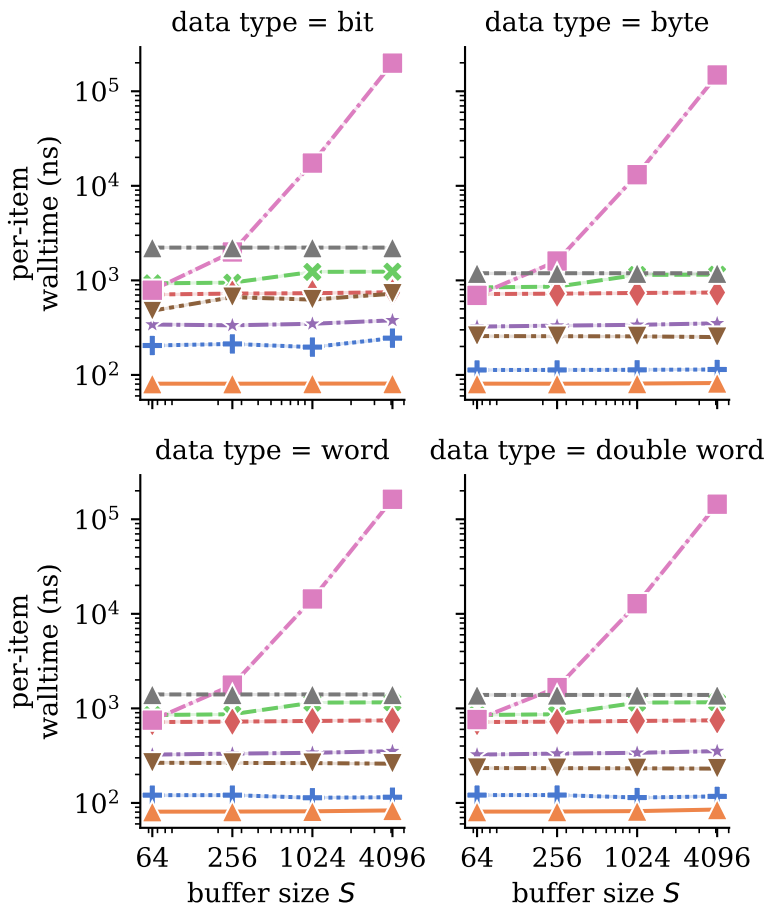 data type = bit
data type = byte
per-item
walltime (ns)
10^5
10^4
10^3
10^2
data type = word
data type = double word
per-item
walltime (ns)
10^5
10^4
10^3
10^2
64 256 1024 4096
64 256 1024 4096
buffer size S
buffer size S